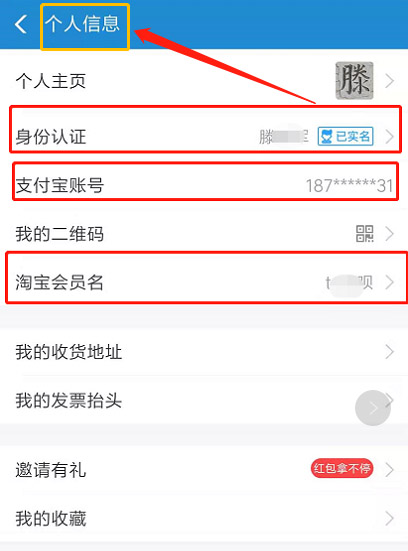 个人信息
个人主页
滕
身份认证 滕 已实名
支付宝账号 187******31
我的二维码
淘宝会员名 t 呗
我的收货地址
我的发票抬头
邀请有礼 红包拿不停
我的收藏